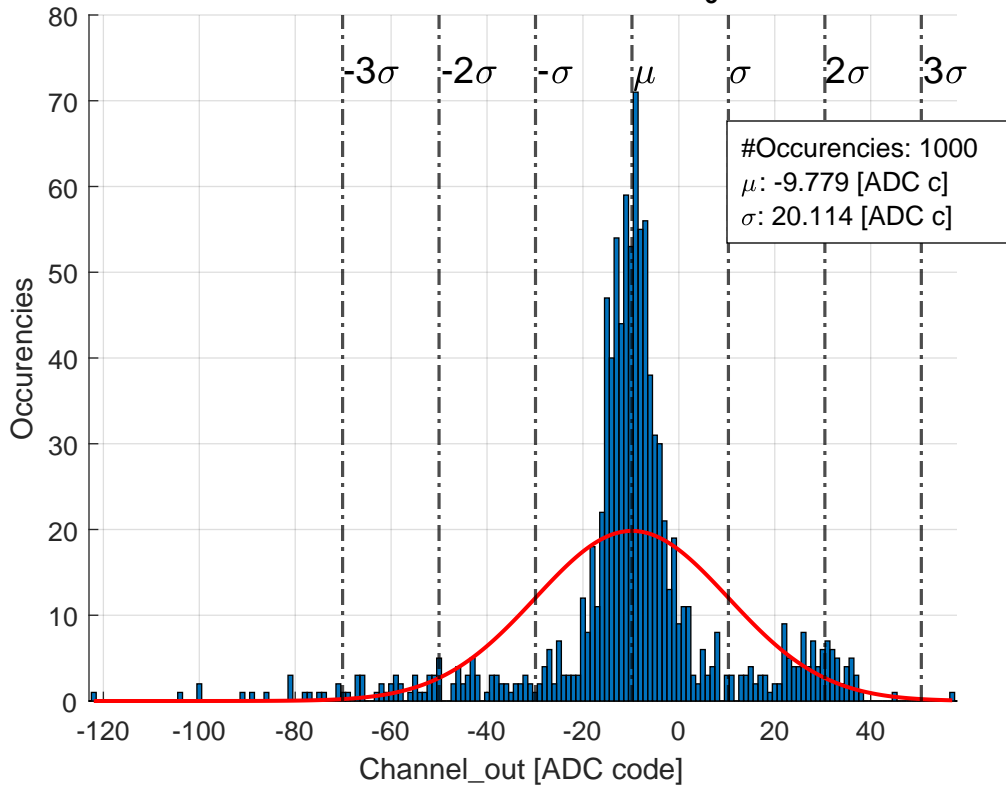 80
70
60
50
40
30
20
10
0
Occurencies
-3σ
-2σ
-σ
μ
σ
2σ
3σ
#Occurencies: 1000
μ: -9.779 [ADC c]
σ: 20.114 [ADC c]
-120
-100
-80
-60
-40
-20
0
20
40
Channel_out [ADC code]